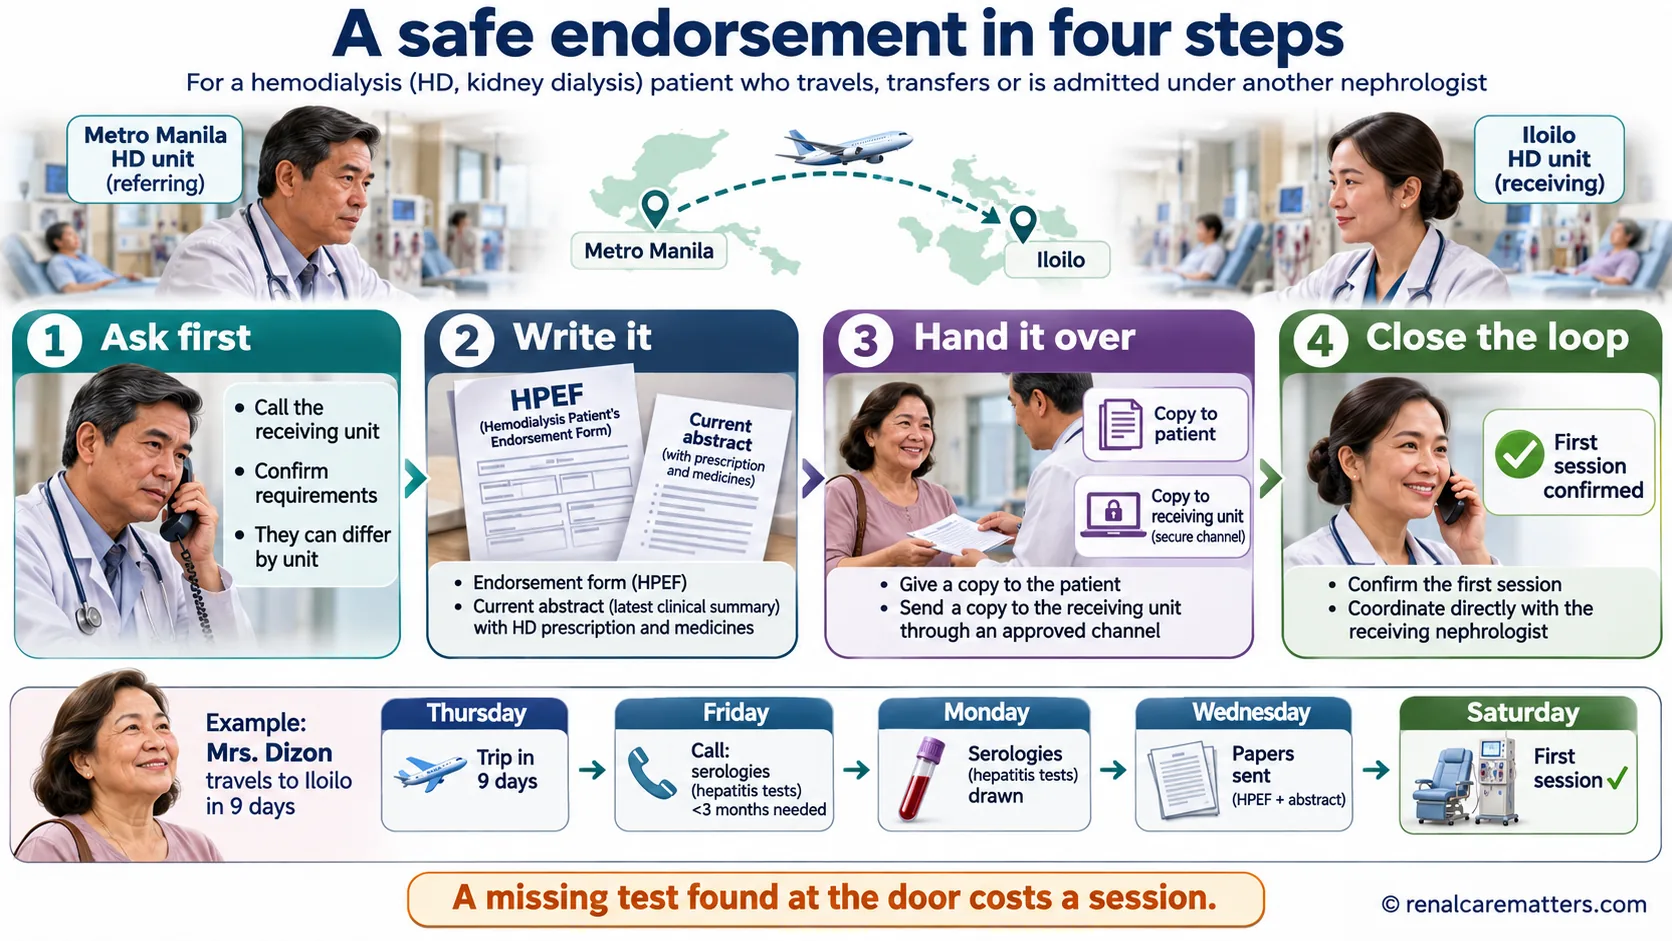 A safe endorsement in four steps
For a hemodialysis (HD, kidney dialysis) patient who travels, transfers or is admitted under another nephrologist
Metro Manila
HD unit
(referring)
Metro Manila
Iloilo
Iloilo
HD unit
(receiving)
1 Ask first
• Call the
receiving unit
• Confirm
requirements
• They can differ
by unit
2 Write it
HPEF
(Hemodialysis Patient's
Endorsement Form)
Current
abstract
(with prescription
and medicines)
• Endorsement form (HPEF)
• Current abstract (latest clinical summary)
with HD prescription and medicines
3 Hand it over
Copy to
patient
Copy to
receiving unit
(secure channel)
• Give a copy to the patient
• Send a copy to the receiving unit
through an approved channel
4 Close the loop
First
session
confirmed
• Confirm the first session
• Coordinate directly with the
receiving nephrologist
Example:
Mrs. Dizon
travels to Iloilo
in 9 days
Thursday
Trip in
9 days
Friday
Call:
serologies
(hepatitis tests)
<3 months needed
Monday
Serologies
(hepatitis tests)
drawn
Wednesday
Papers
sent
(HPEF + abstract)
Saturday
First
session
A missing test found at the door costs a session.
© renalcarematters.com